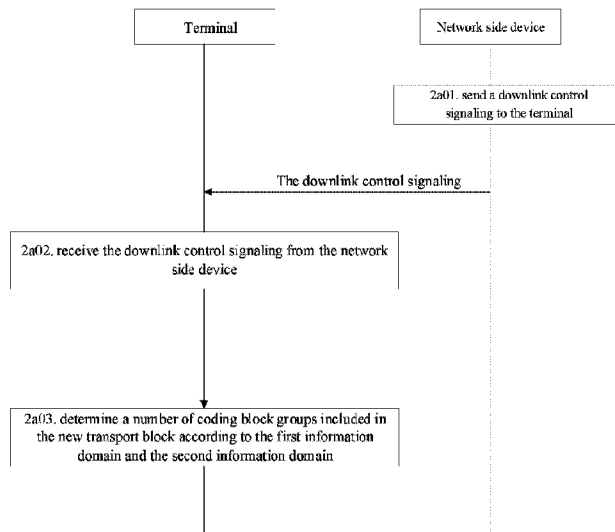 Terminal
Network side device
2a01. send a downlink control
signaling to the terminal
The downlink control signaling
2a02. receive the downlink control signaling from the network
side device
2a03. determine a number of coding block groups included in
the new transport block according to the first information
domain and the second information
domain